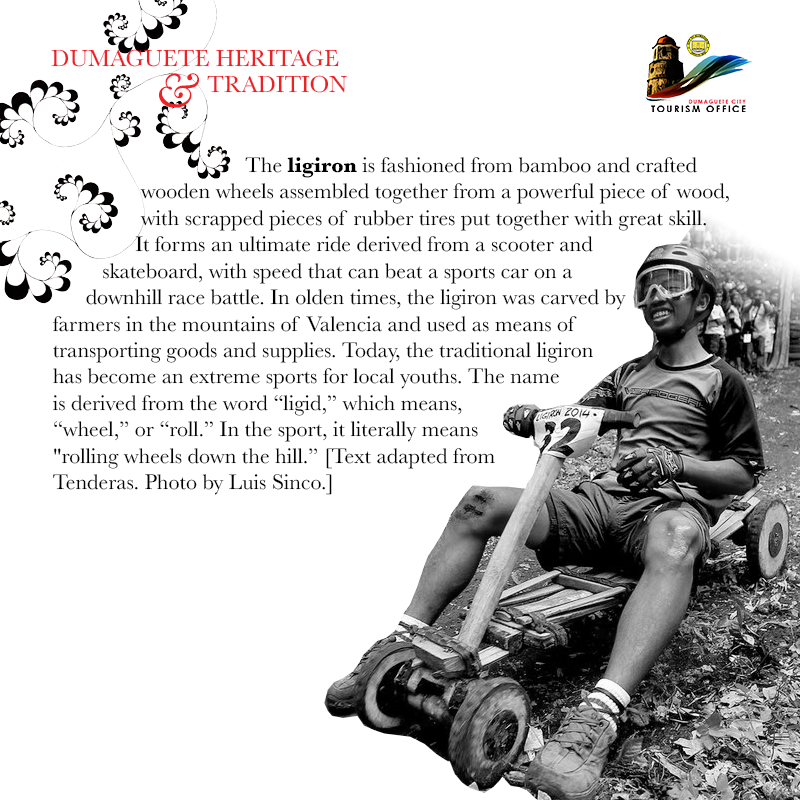 DUMAGUETE HERITAGE
& TRADITION
DUMAGUETE CITY
TOURISM OFFICE
The ligiron is fashioned from bamboo and crafted
wooden wheels assembled together from a powerful piece of wood,
with scrapped pieces of rubber tires put together with great skill.
It forms an ultimate ride derived from a scooter and
skateboard, with speed that can beat a sports car on a
downhill race battle. In olden times, the ligiron was carved by
farmers in the mountains of Valencia and used as means of
transporting goods and supplies. Today, the traditional ligiron
has become an extreme sports for local youths. The name
is derived from the word “ligid,” which means,
“wheel,” or “roll.” In the sport, it literally means
"rolling wheels down the hill.” [Text adapted from
Tenderas. Photo by Luis Sinco.]
LIGIRN 2014